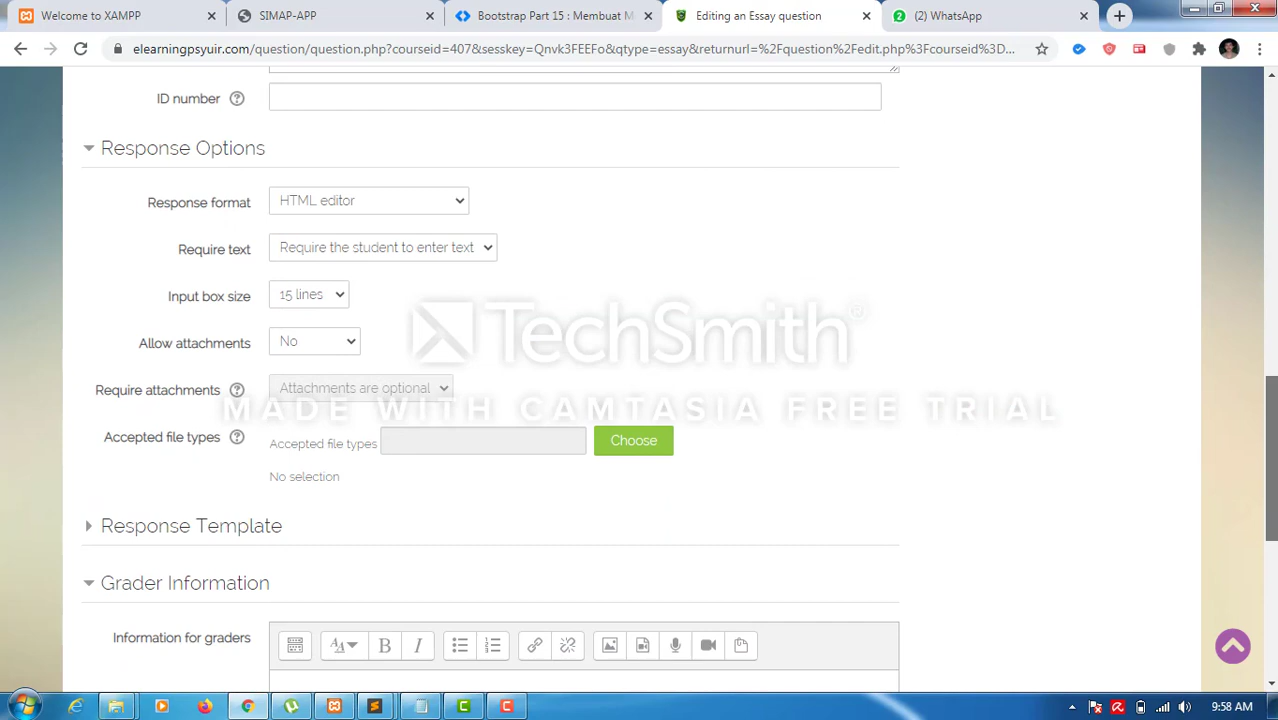 Welcome to XAMPP
SIMAP-APP
Bootstrap Part 15 : Membuat M
Editing an Essay question
(2) WhatsApp
elearningpsyuir.com/question/question.php?courseid=407&sesskey=Qnvk3FEEFo&qtype=essay&returnurl=%2Fquestion%2Fedit.php%3Fcourseid%3D...
ID number
Response Options
Response format HTML editor
Require text Require the student to enter text
Input box size 15 lines
Allow attachments No
TechSmith®
Require attachments Attachments are optional
MADE WITH CAMTASIA FREE TRIAL
Accepted file types Accepted file types Choose
No selection
Response Template
Grader Information
Information for graders
9:58 AM